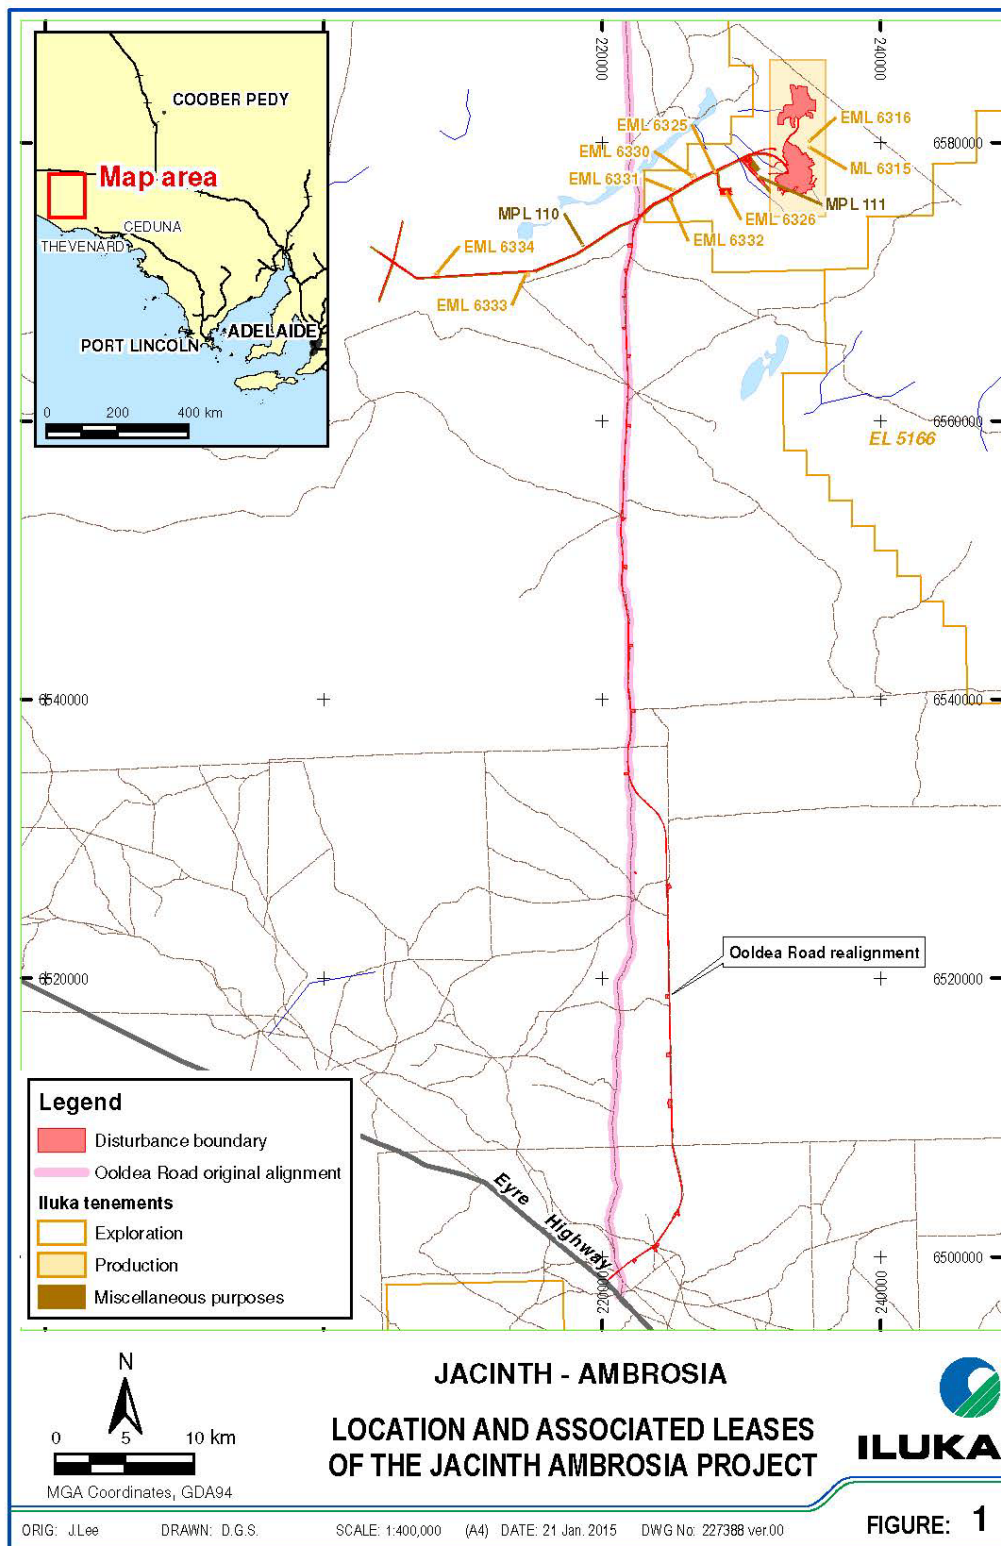 COOBER PEDY
Map area
CEDUNA
THEVENARD
ADELAIDE
PORT LINCOLN
0 200 400 km
220000
240000
EML 6325
EML 6316
6580000
EML 6330
ML 6315
EML 6331
MPL 111
MPL 110
EML 6326
EML 6332
EML 6334
EML 6333
6560000
EL 5166
6540000
6540000
Ooldea Road realignment
6520000
6520000
Legend
Disturbance boundary
Ooldea Road original alignment
Iluka tenements
Exploration
Production
Miscellaneous purposes
Eyre Highway
6500000
220000
240000
N
0 5 10 km
MGA Coordinates, GDA94
JACINTH - AMBROSIA
LOCATION AND ASSOCIATED LEASES
OF THE JACINTH AMBROSIA PROJECT
ILUKA
ORIG: J.Lee DRAWN: D.G.S. SCALE: 1:400,000 (A4) DATE: 21 Jan. 2015 DWG No: 227388 ver.00
FIGURE: 1